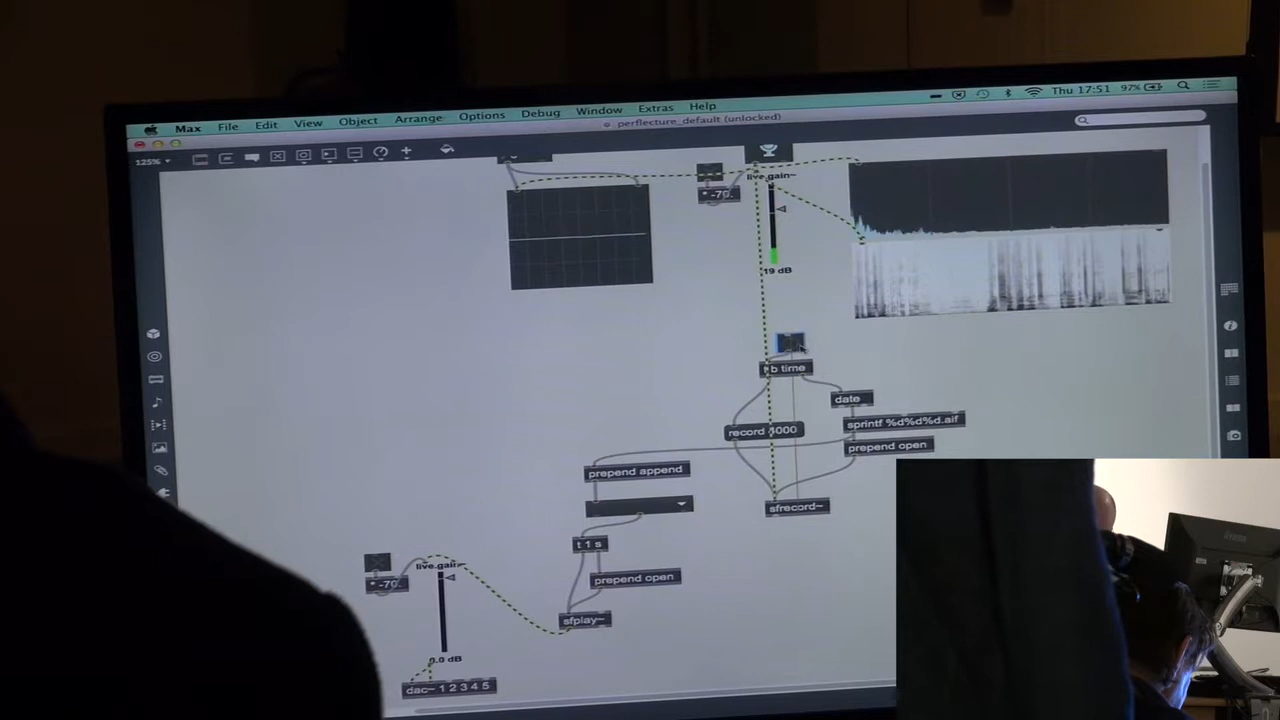 Max File Edit View Object Arrange Options Debug Window Extras Help Thu 17:51 97%
perflecture_default (unlocked)
125%
live.gain~
* -70.
19 dB
t b time
date
sprintf %d%d%d.aif
record 4000
prepend open
prepend append
sfrecord~
t 1 s
prepend open
live.gain~
* -70.
sfplay~
0.0 dB
dac~ 1 2 3 4 5